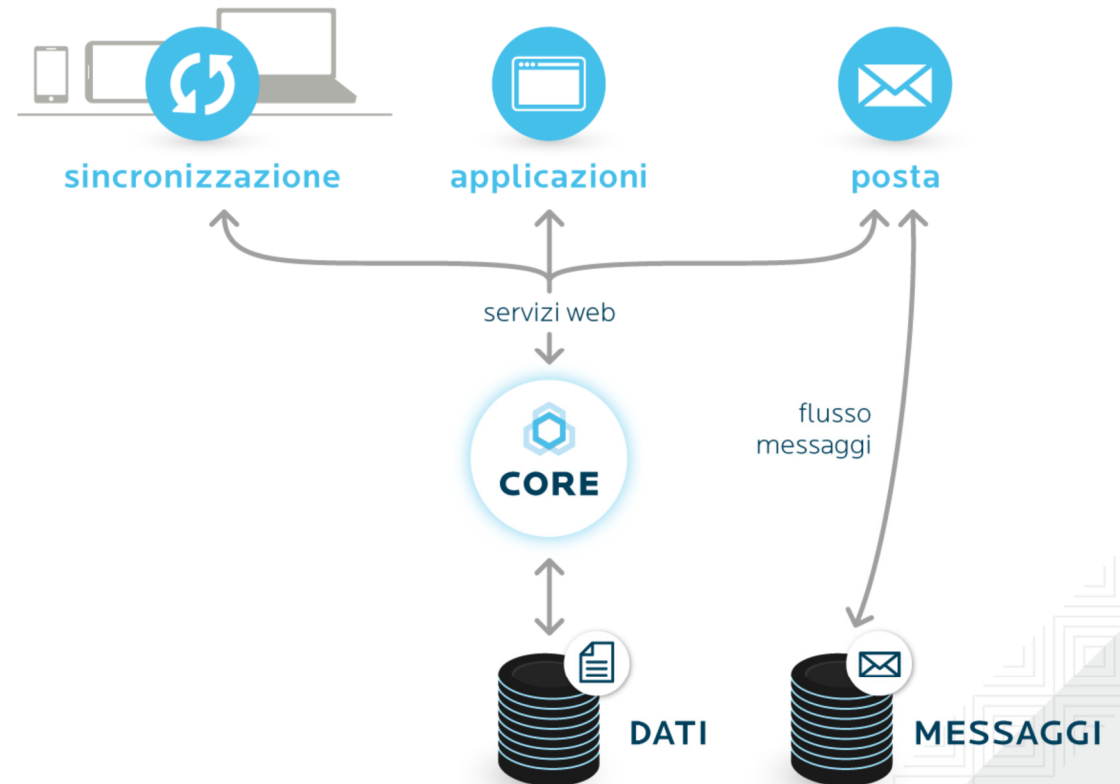 sincronizzazione
applicazioni
posta
servizi web
flusso
messaggi
CORE
DATI
MESSAGGI